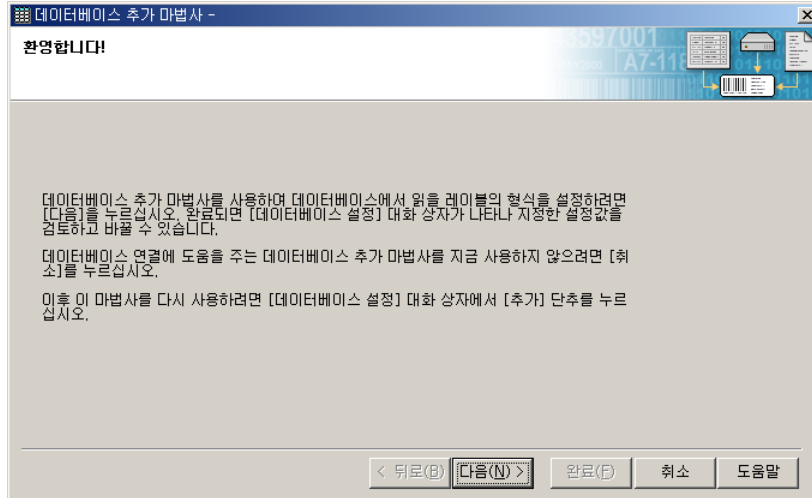 데이터베이스 추가 마법사 -
환영합니다!
3597001
A7-118
데이터베이스 추가 마법사를 사용하여 데이터베이스에서 읽을 레이블의 형식을 설정하려면
[다음]을 누르십시오. 완료되면 [데이터베이스 설정] 대화 상자가 나타나 지정한 설정값을
검토하고 바꿀 수 있습니다.
데이터베이스 연결에 도움을 주는 데이터베이스 추가 마법사를 지금 사용하지 않으려면 [취
소]를 누르십시오.
이후 이 마법사를 다시 사용하려면 [데이터베이스 설정] 대화 상자에서 [추가] 단추를 누르
십시오.
< 뒤로(B) 다음(N) > 완료(F) 취소 도움말